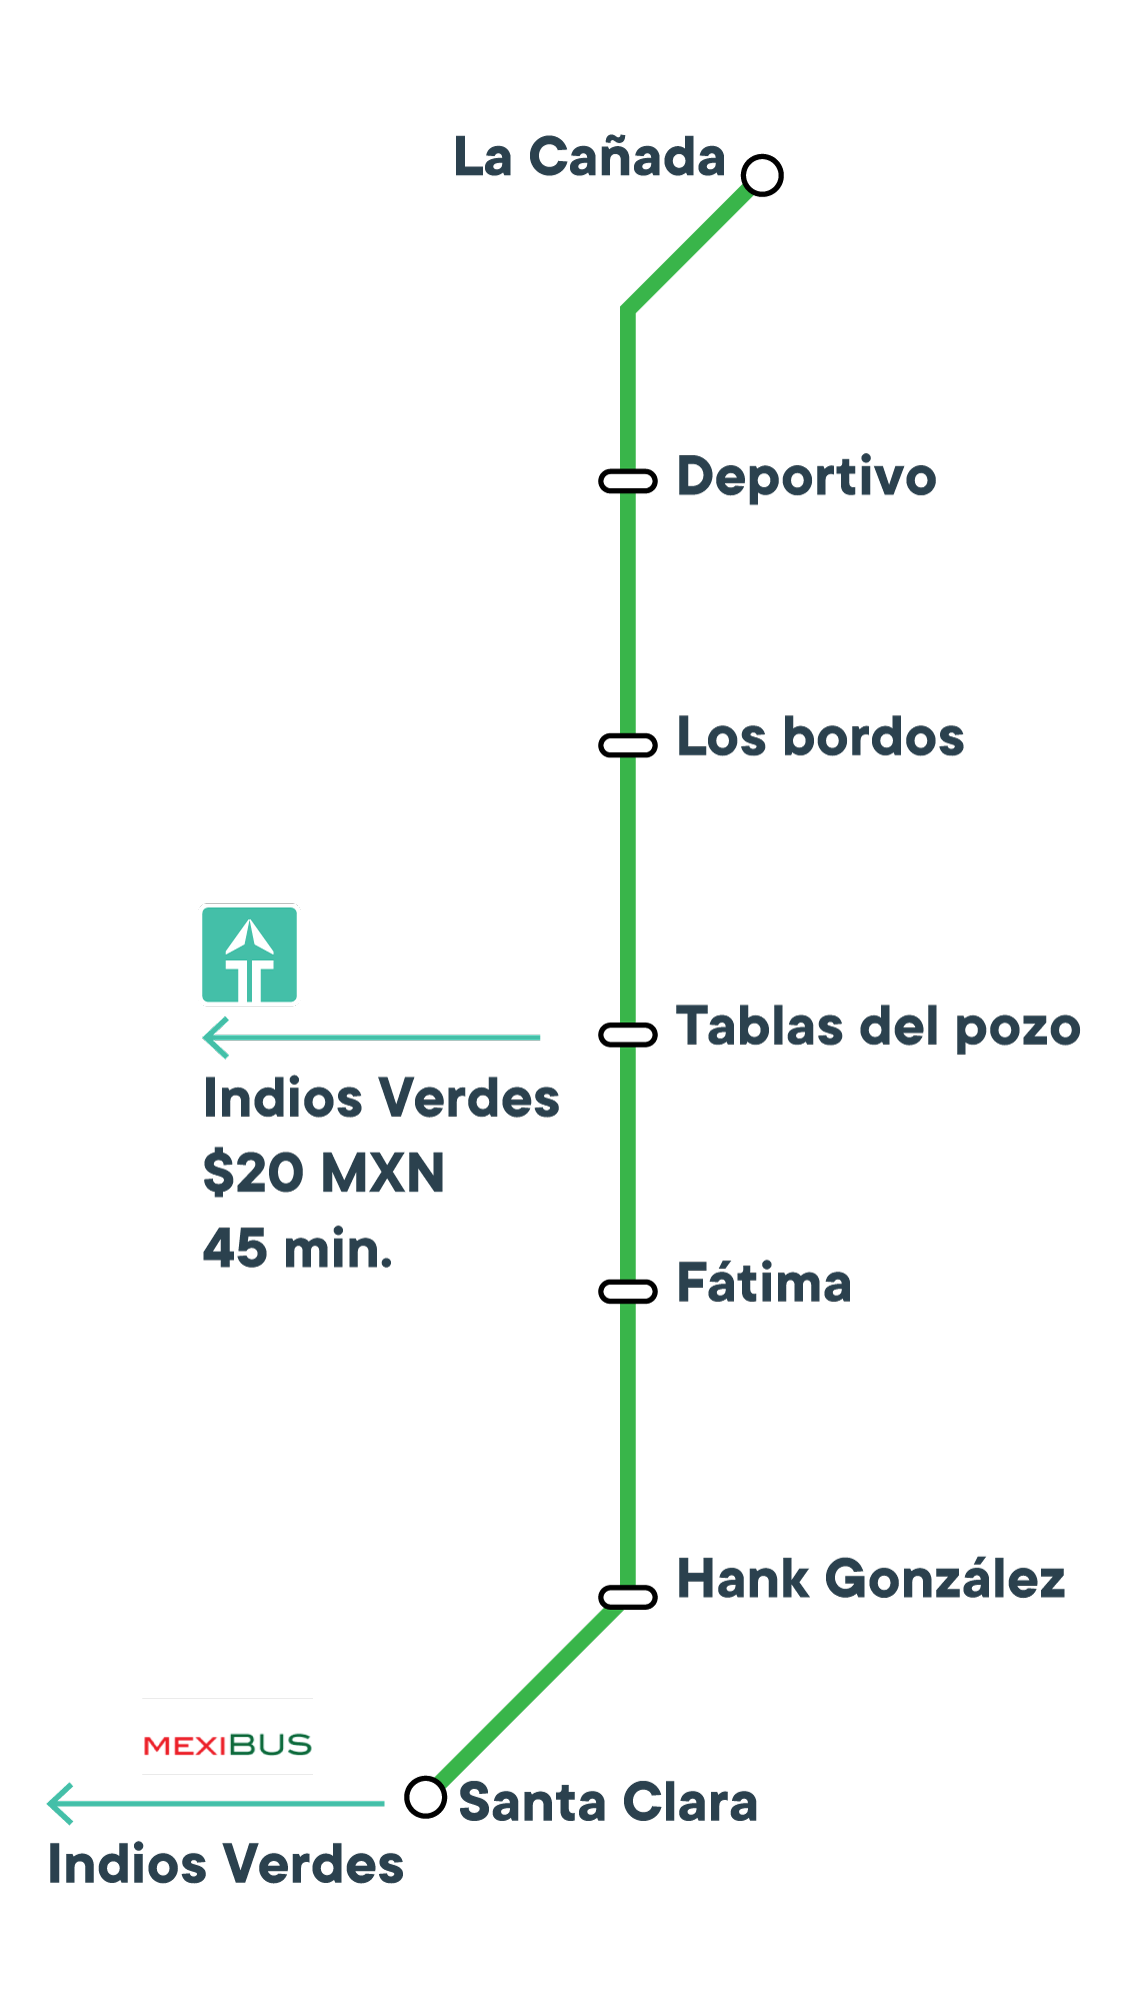 La Cañada
Deportivo
Los bordos
Tablas del pozo
Indios Verdes
$20 MXN
45 min.
Fátima
Hank González
MEXIBUS
Santa Clara
Indios Verdes